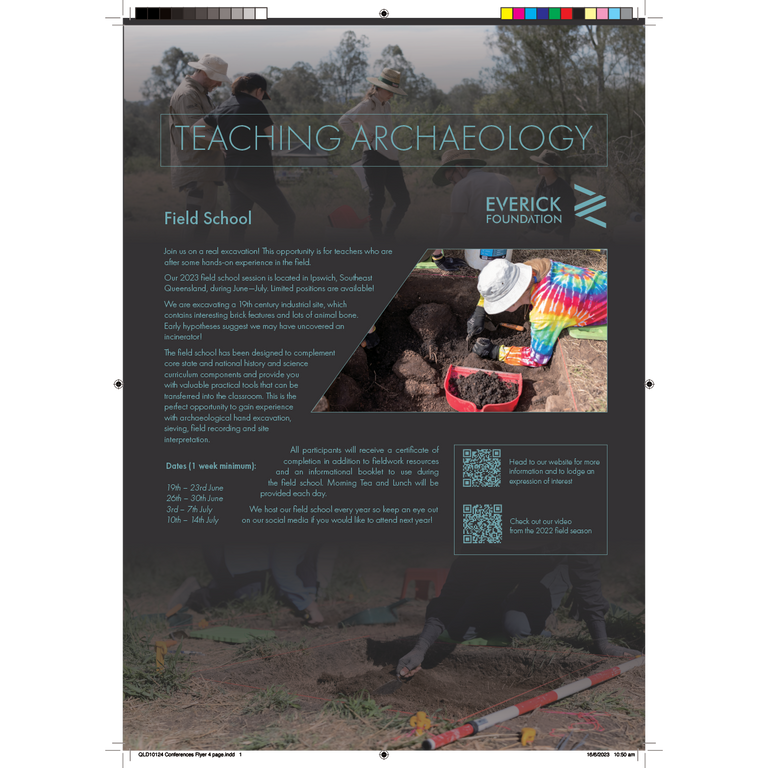 TEACHING ARCHAEOLOGY
Field School
EVERICK
FOUNDATION
Join us on a real excavation! This opportunity is for teachers who are
after some hands-on experience in the field.
Our 2023 field school session is located in Ipswich, Southeast
Queensland, during June—July. Limited positions are available!
We are excavating a 19th century industrial site, which
contains interesting brick features and lots of animal bone.
Early hypotheses suggest we may have uncovered an
incinerator!
The field school has been designed to complement
core state and national history and science
curriculum components and provide you
with valuable practical tools that can be
transferred into the classroom. This is the
perfect opportunity to gain experience
with archaeological hand excavation,
sieving, field recording and site
interpretation.
Dates (1 week minimum):
19th – 23rd June
26th – 30th June
3rd – 7th July
10th – 14th July
All participants will receive a certificate of
completion in addition to fieldwork resources
and an informational booklet to use during
the field school. Morning Tea and Lunch will be
provided each day.
We host our field school every year so keep an eye out
on our social media if you would like to attend next year!
Head to our website for more
information and to lodge an
expression of interest
Check out our video
from the 2022 field season
QLD10124 Conferences Flyer 4 page.indd 1
16/6/2023 10:50 am